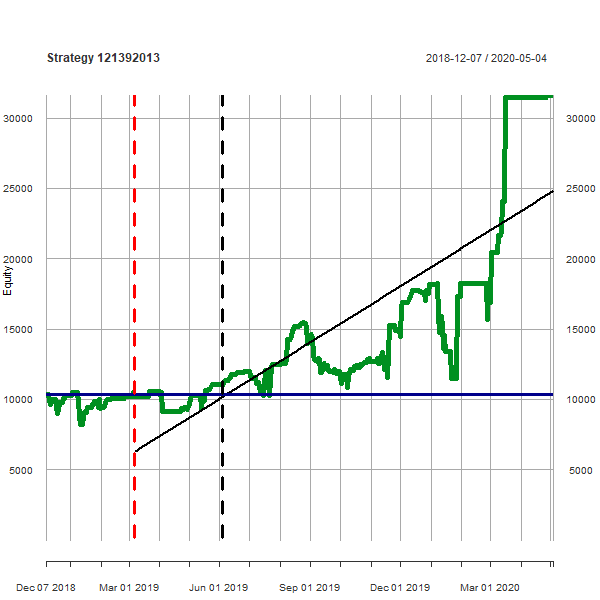 Strategy 121392013
2018-12-07 / 2020-05-04
30000
30000
25000
25000
20000
20000
Equity
15000
15000
10000
10000
5000
5000
Dec 07 2018
Mar 01 2019
Jun 01 2019
Sep 01 2019
Dec 01 2019
Mar 01 2020